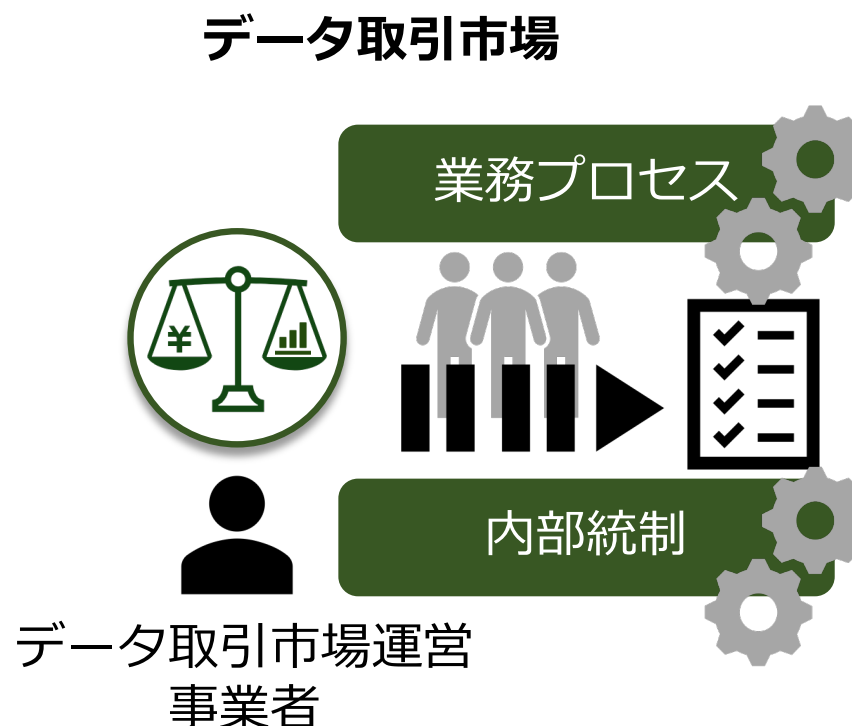 データ取引市場
業務プロセス
¥
内部統制
データ取引市場運営
事業者